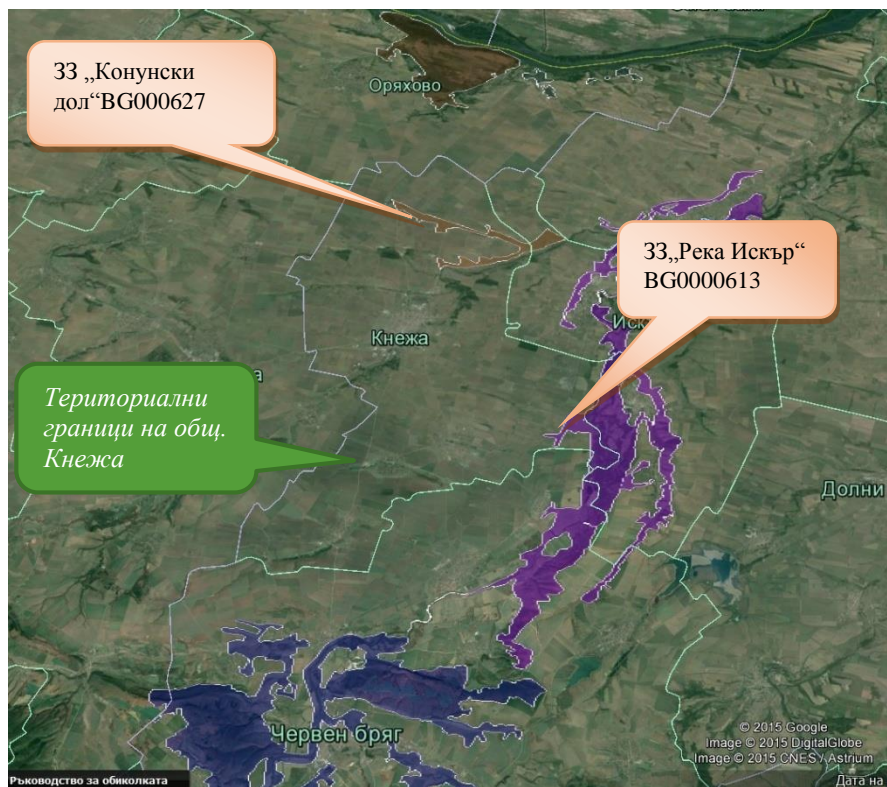 Оряхово
ЗЗ „Конунски
дол“BG000627
ЗЗ„Река Искър“
BG0000613
Кнежа
Териториални
граници на общ.
Кнежа
а
Иск
Долни
Червен бряг
© 2015 Google
Image © 2015 DigitalGlobe
Image © 2015 CNES / Astrium
Ръководство за обиколката
Дата на